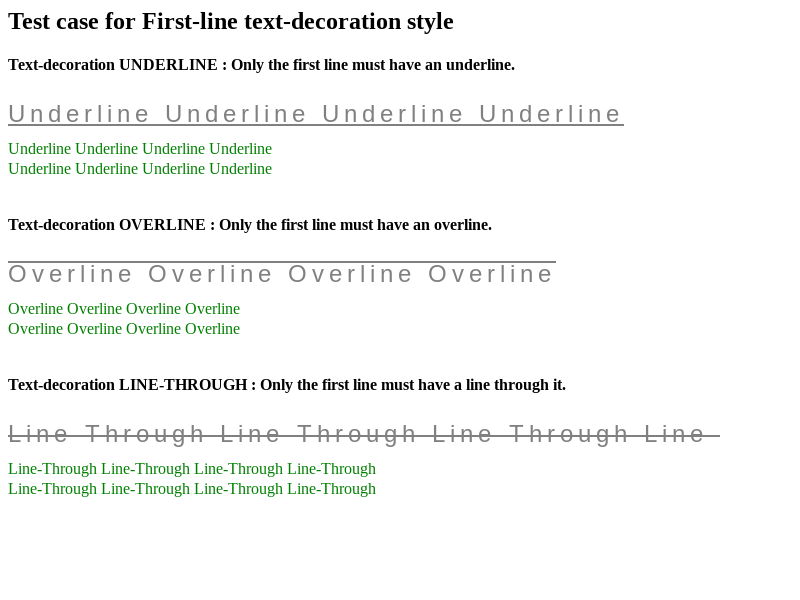 Test case for First-line text-decoration style
Text-decoration UNDERLINE : Only the first line must have an underline.
Underline Underline Underline Underline
Underline Underline Underline Underline
Underline Underline Underline Underline
Text-decoration OVERLINE : Only the first line must have an overline.
Overline Overline Overline Overline
Overline Overline Overline Overline
Overline Overline Overline Overline
Text-decoration LINE-THROUGH : Only the first line must have a line through it.
Line-Through Line-Through Line-Through Line-
Line-Through Line-Through Line-Through Line-Through
Line-Through Line-Through Line-Through Line-Through